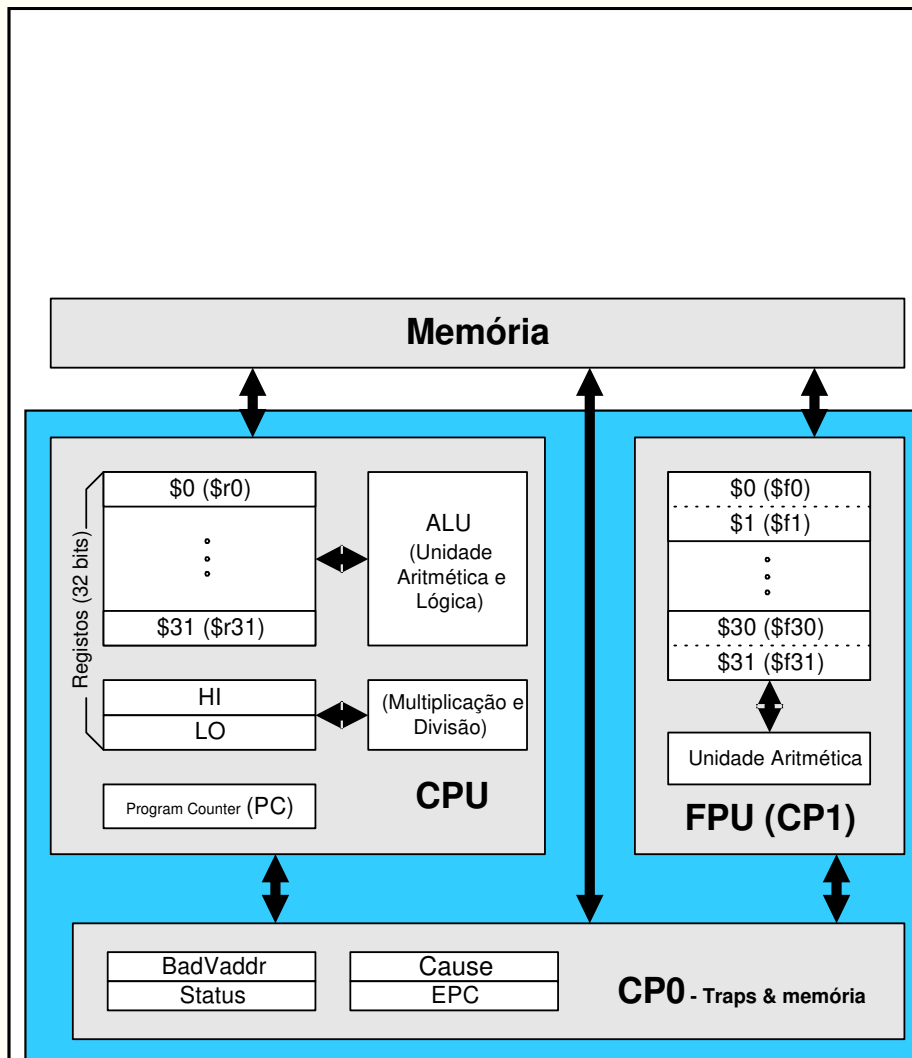 Memória
Registos (32 bits)
$0 ($r0)
$31 ($r31)
ALU
(Unidade
Aritmética e
Lógica)
HI
LO
(Multiplicação e
Divisão)
Program Counter (PC)
CPU
$0 ($f0)
$1 ($f1)
$30 ($f30)
$31 ($f31)
Unidade Aritmética
FPU (CP1)
BadVaddr
Status
Cause
EPC
CP0 - Traps & memória